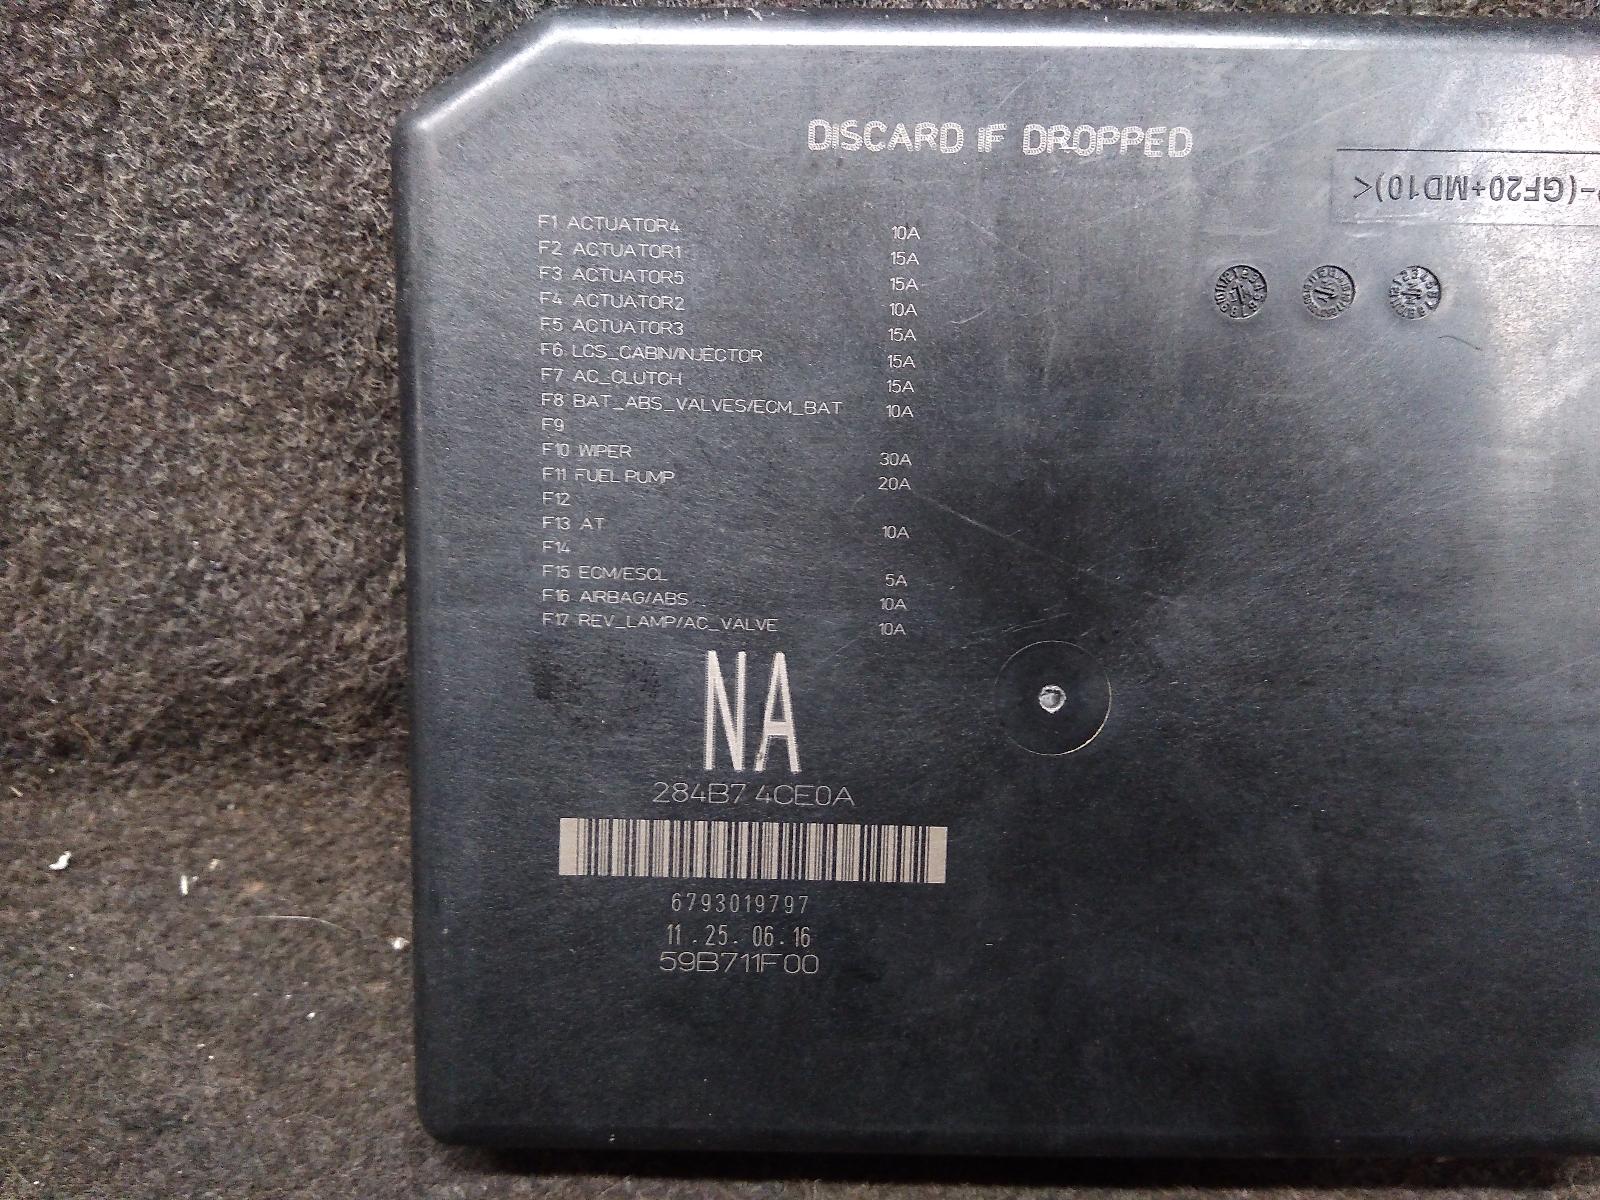 DISCARD IF DROPPED
-(GF20+MD10)<
F1 ACTUATOR4 10A
F2 ACTUATOR1 15A
F3 ACTUATOR5 15A
F4 ACTUATOR2 10A
F5 ACTUATOR3 15A
F6 LCS_CABIN/INJECTOR 15A
F7 AC_CLUTCH 15A
F8 BAT_ABS_VALVES/ECM_BAT 10A
F9
F10 WIPER 30A
F11 FUEL PUMP 20A
F12
F13 AT 10A
F14
F15 ECM/ESCL 5A
F16 AIRBAG/ABS 10A
F17 REV_LAMP/AC_VALVE 10A
NA
284B7 4CE0A
6793019797
11.25.06.16
59B711F00